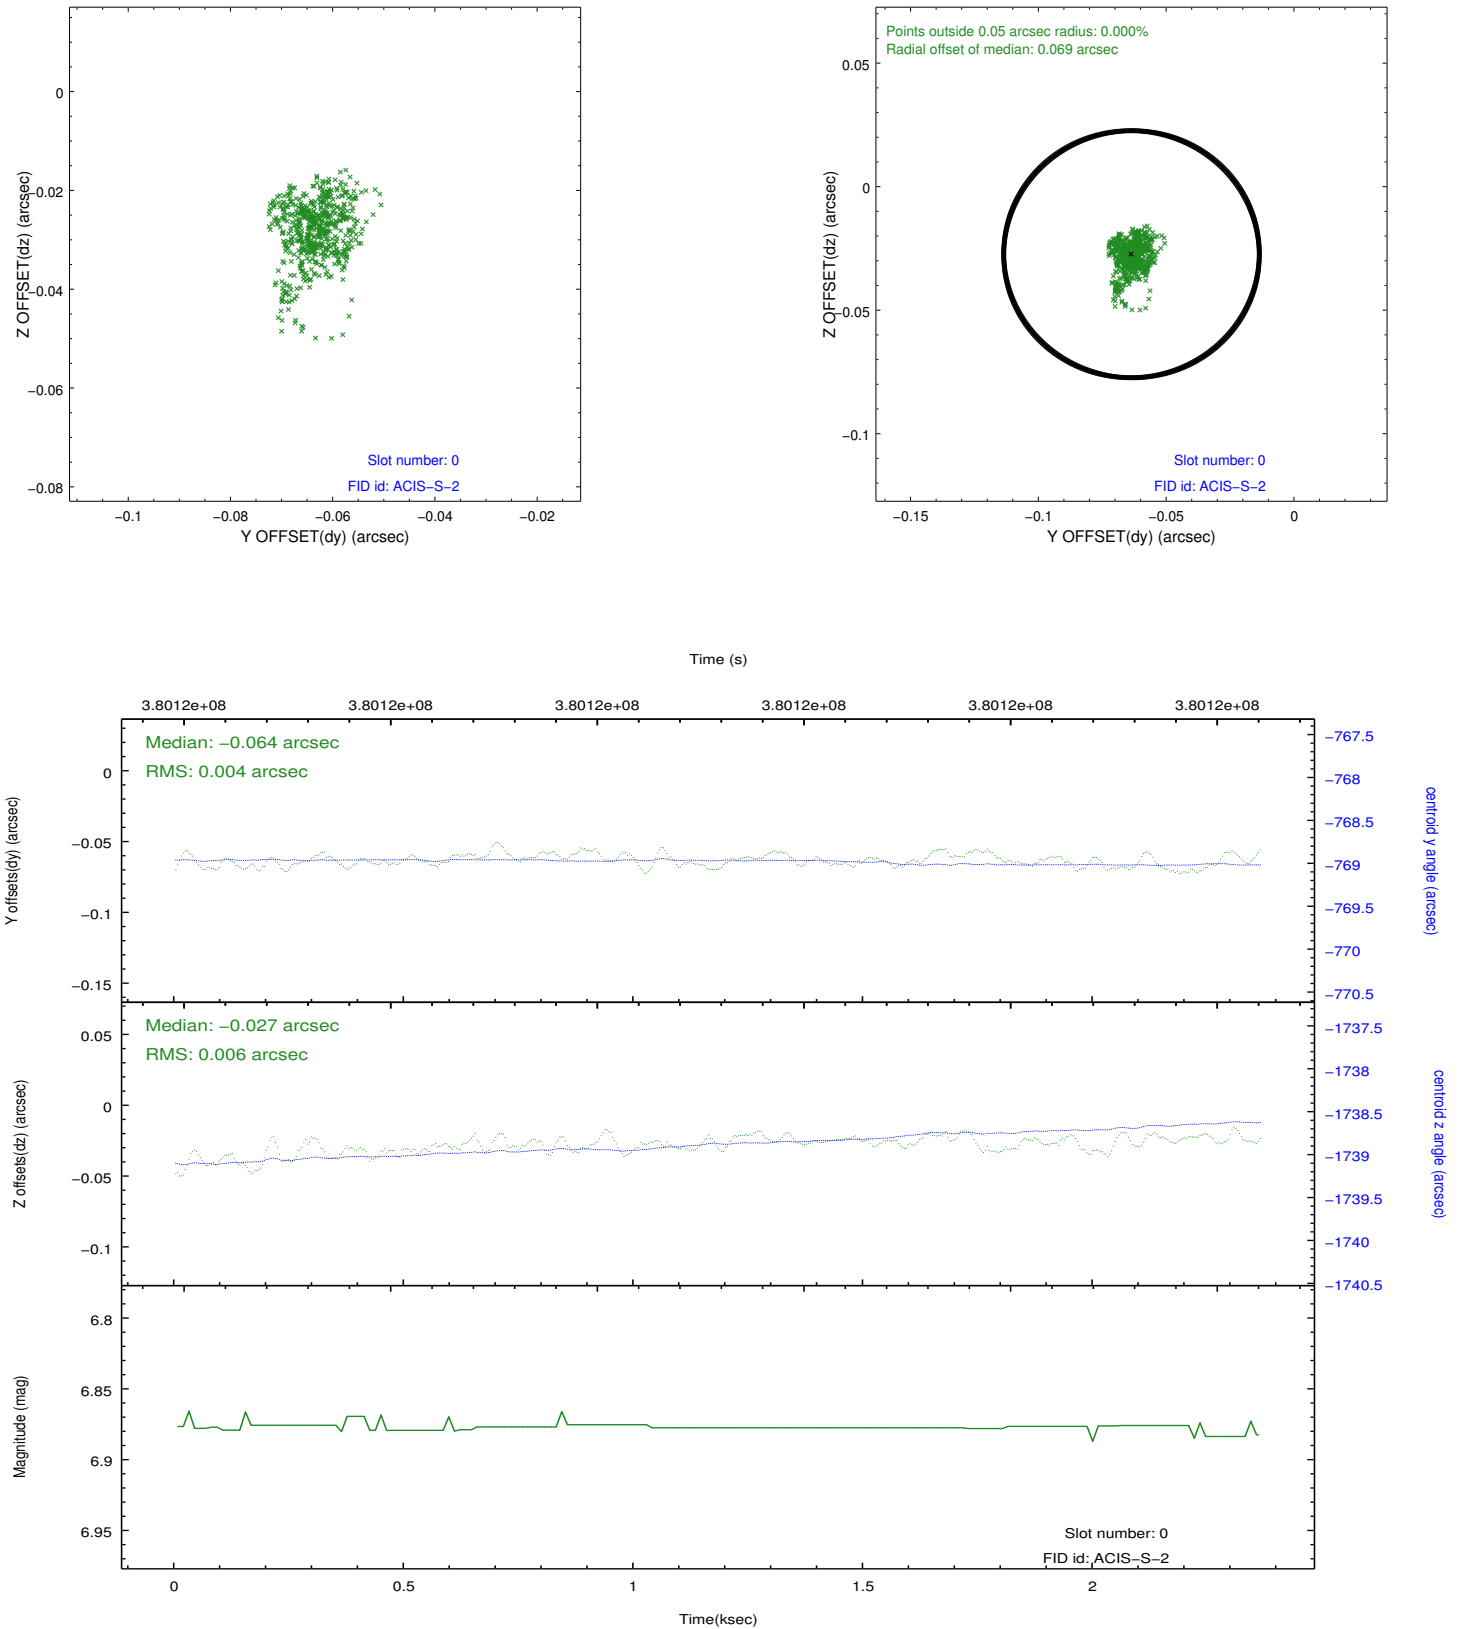 0
−0.02
−0.04
−0.06
−0.08
Z OFFSET(dz) (arcsec)
Slot number: 0
FID id: ACIS−S−2
−0.1
−0.08
−0.06
−0.04
−0.02
Y OFFSET(dy) (arcsec)
Points outside 0.05 arcsec radius: 0.000%
Radial offset of median: 0.069 arcsec
0.05
0
−0.05
−0.1
Z OFFSET(dz) (arcsec)
Slot number: 0
FID id: ACIS−S−2
−0.15
−0.1
−0.05
0
Y OFFSET(dy) (arcsec)
Time (s)
3.8012e+08
3.8012e+08
3.8012e+08
3.8012e+08
3.8012e+08
3.8012e+08
Median: −0.064 arcsec
RMS: 0.004 arcsec
0
−0.05
−0.1
−0.15
Y offsets(dy) (arcsec)
−767.5
−768
−768.5
−769
−769.5
−770
−770.5
centroid y angle (arcsec)
Median: −0.027 arcsec
RMS: 0.006 arcsec
0.05
0
−0.05
−0.1
Z offsets(dz) (arcsec)
−1737.5
−1738
−1738.5
−1739
−1739.5
−1740
−1740.5
centroid z angle (arcsec)
6.8
6.85
6.9
6.95
Magnitude (mag)
Slot number: 0
FID id: ACIS−S−2
0
0.5
1
1.5
2
Time(ksec)